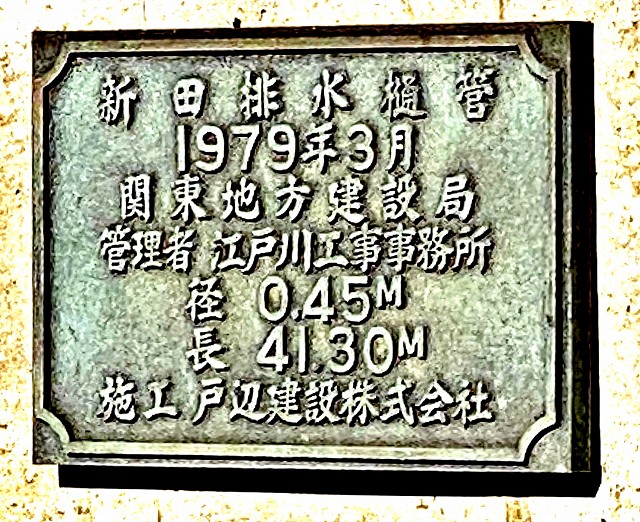 新田排水樋管
1979年3月
関東地方建設局
管理者 江戸川工事事務所
径 0.45M
長 41.30M
施工 戸辺建設株式会社